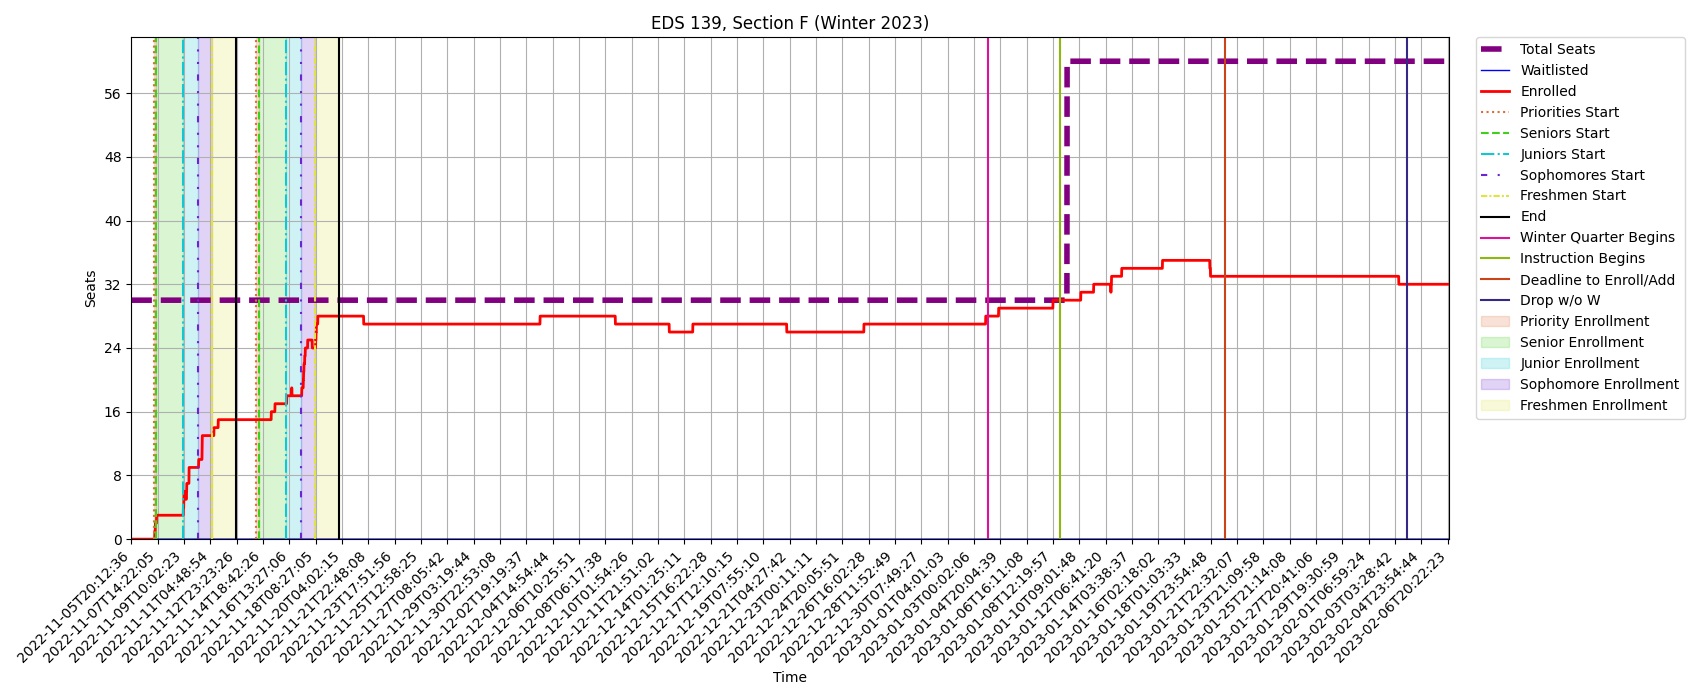 EDS 139, Section F (Winter 2023)
Seats
56
48
40
32
24
16
8
0
2022-11-05T20:12:36
2022-11-07T14:22:05
2022-11-09T10:02:23
2022-11-11T04:48:54
2022-11-12T23:23:26
2022-11-14T18:42:26
2022-11-16T13:27:06
2022-11-18T08:27:05
2022-11-20T04:02:15
2022-11-21T22:48:08
2022-11-23T17:51:56
2022-11-25T12:58:25
2022-11-27T08:05:42
2022-11-29T03:19:44
2022-11-30T22:53:08
2022-12-02T19:19:37
2022-12-04T14:54:44
2022-12-06T10:25:51
2022-12-08T06:17:38
2022-12-10T01:54:26
2022-12-11T21:51:02
2022-12-14T01:25:11
2022-12-15T16:22:28
2022-12-17T12:10:15
2022-12-19T07:55:10
2022-12-21T04:27:42
2022-12-23T00:11:11
2022-12-24T20:05:51
2022-12-26T16:02:28
2022-12-28T11:52:49
2022-12-30T07:49:27
2023-01-01T04:01:03
2023-01-03T00:02:06
2023-01-04T20:04:39
2023-01-06T16:11:08
2023-01-08T12:19:57
2023-01-10T09:01:48
2023-01-12T06:41:20
2023-01-14T03:38:37
2023-01-16T02:18:02
2023-01-18T01:03:33
2023-01-19T23:54:48
2023-01-21T22:32:07
2023-01-23T21:09:58
2023-01-25T21:14:08
2023-01-27T20:41:06
2023-01-29T19:30:59
2023-02-01T06:59:24
2023-02-03T03:28:42
2023-02-04T23:54:44
2023-02-06T20:22:23
Time
Total Seats
Waitlisted
Enrolled
Priorities Start
Seniors Start
Juniors Start
Sophomores Start
Freshmen Start
End
Winter Quarter Begins
Instruction Begins
Deadline to Enroll/Add
Drop w/o W
Priority Enrollment
Senior Enrollment
Junior Enrollment
Sophomore Enrollment
Freshmen Enrollment